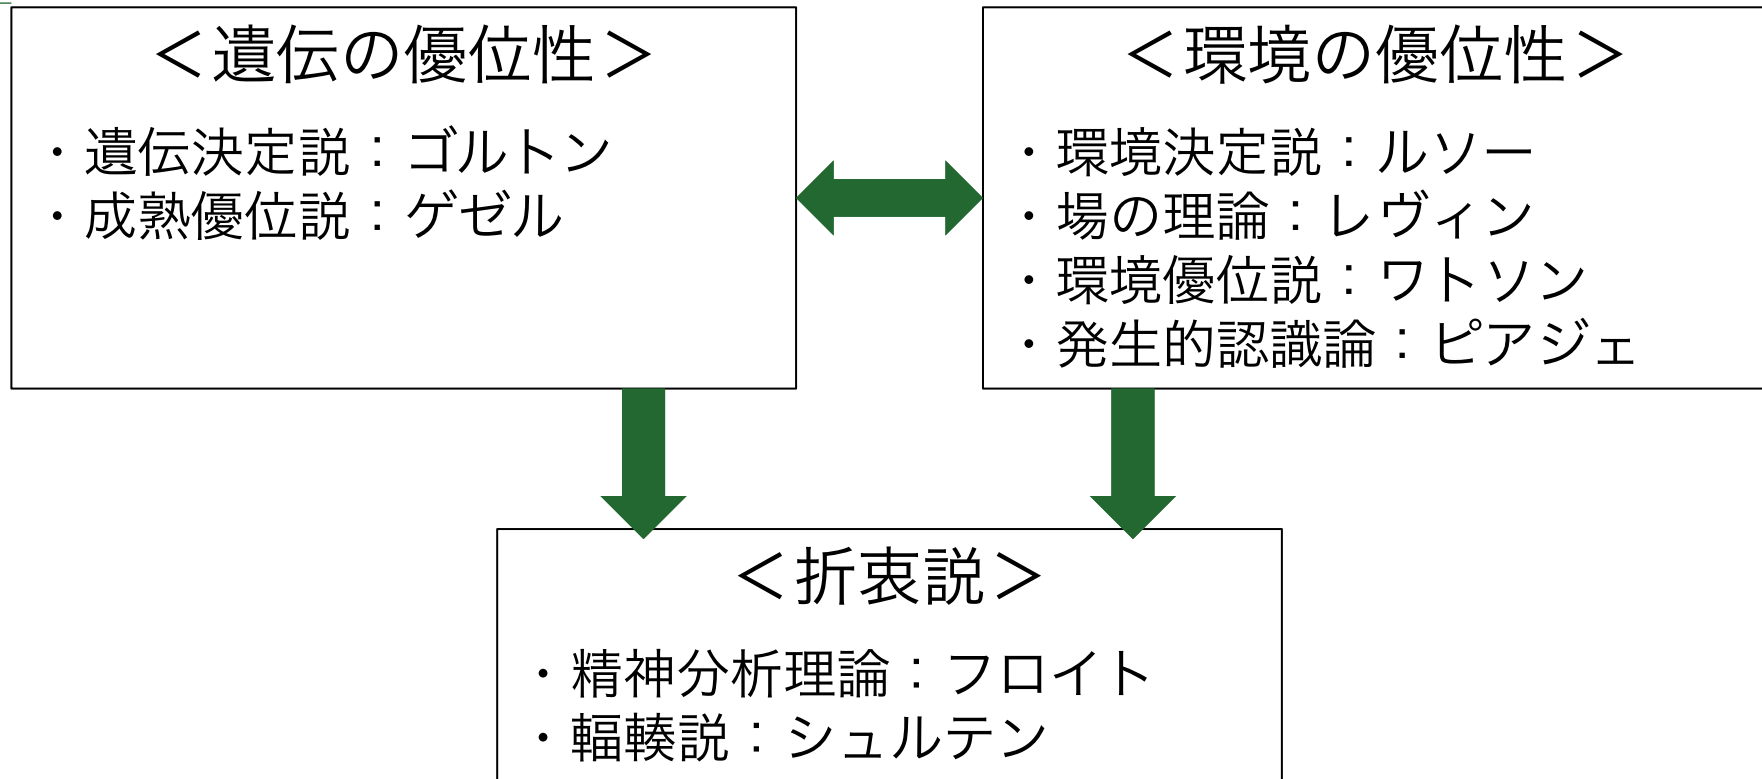 ＜遺伝の優位性＞
・遺伝決定説：ゴルトン
・成熟優位説：ゲゼル
＜環境の優位性＞
・環境決定説：ルソー
・場の理論：レヴィン
・環境優位説：ワトソン
・発生的認識論：ピアジェ
＜折衷説＞
・精神分析理論：フロイト
・輻輳説：シュルテン